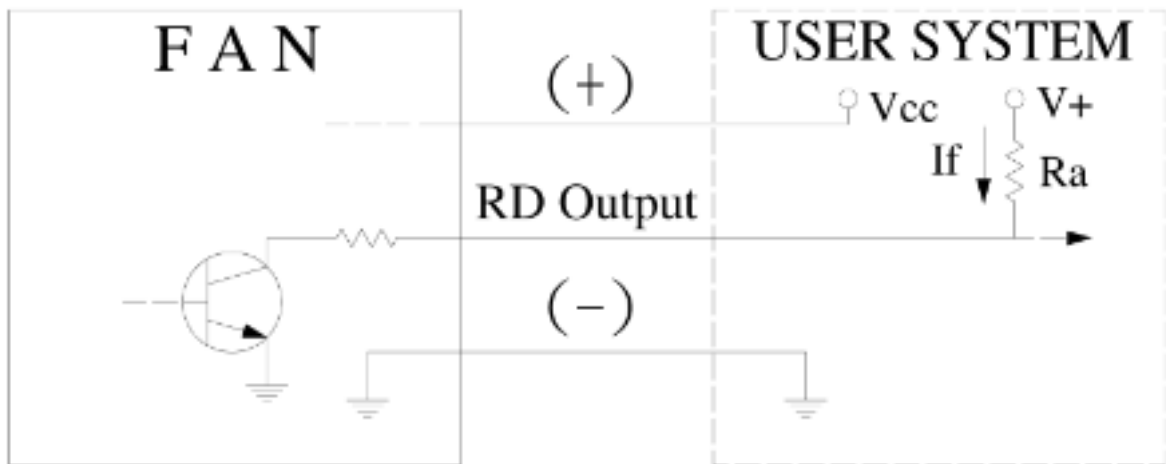 F A N
USER SYSTEM
(+)
Vcc
V+
If
Ra
RD Output
(-)